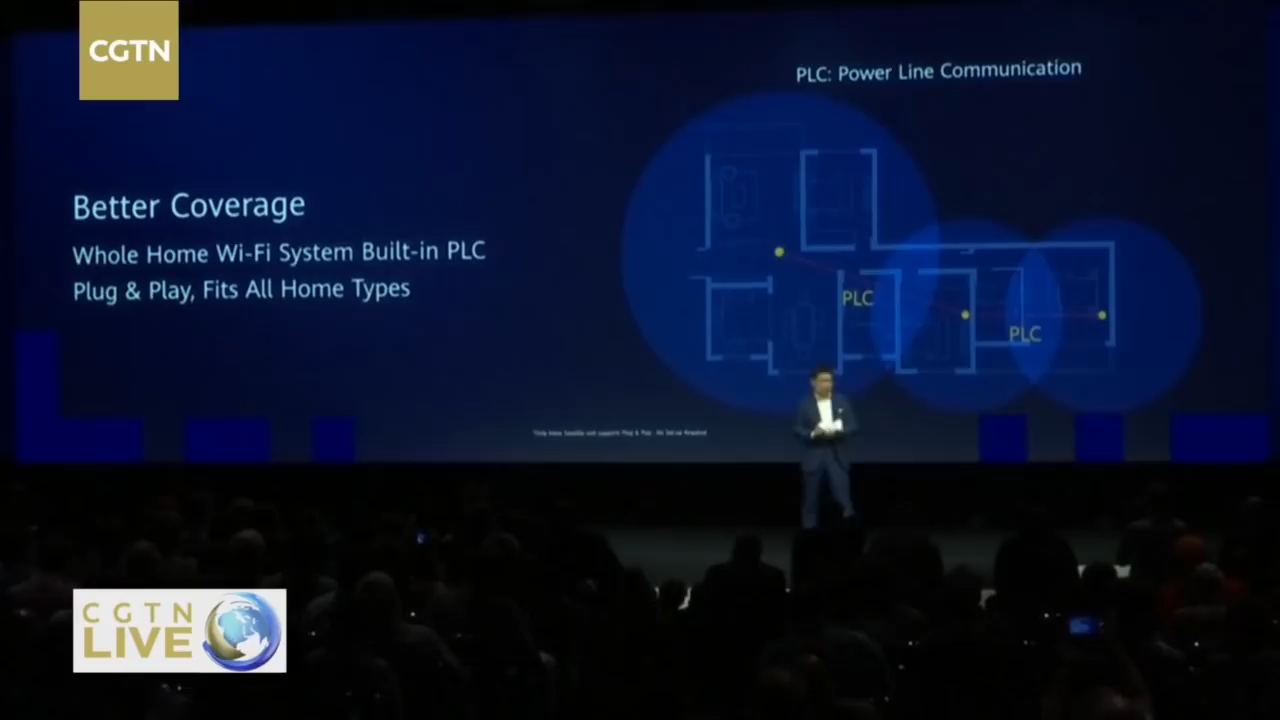 CGTN
PLC: Power Line Communication
Better Coverage
Whole Home Wi-Fi System Built-in PLC
Plug & Play, Fits All Home Types
PLC
PLC
CGTN
LIVE